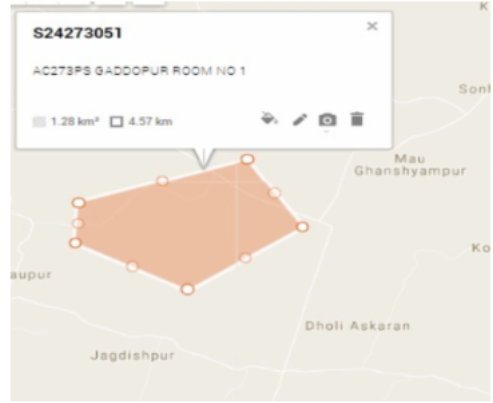 K
S24273051
AC273PS GADDOPUR ROOM NO 1
Sonh
1.28 km² 4.57 km
Mau
Ghanshyampur
Ko
aupur
Dholi Askaran
Jagdishpur